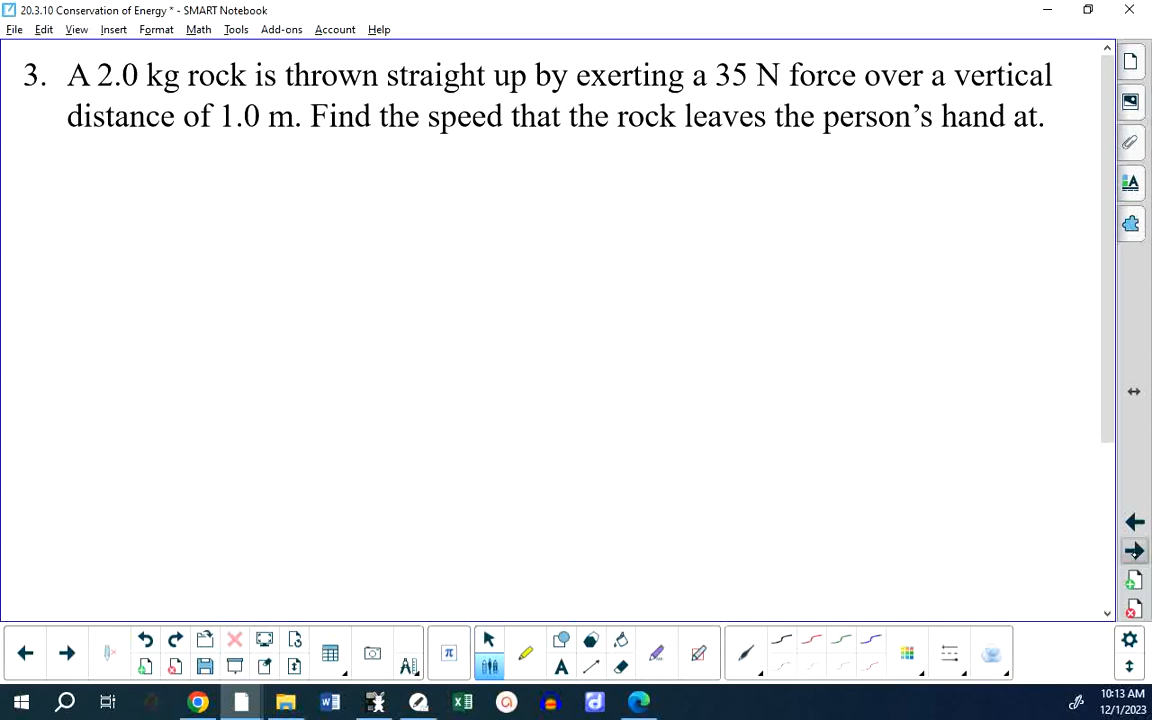 20.3.10 Conservation of Energy * - SMART Notebook
File Edit View Insert Format Math Tools Add-ons Account Help
3. A 2.0 kg rock is thrown straight up by exerting a 35 N force over a vertical
distance of 1.0 m. Find the speed that the rock leaves the person’s hand at.
10:13 AM
12/1/2023